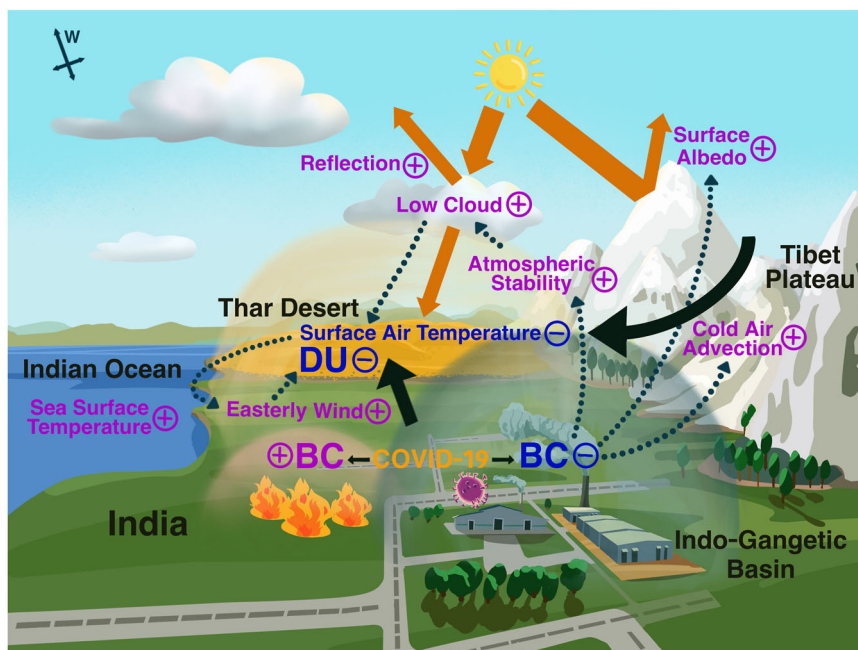 W
Surface
Albedo ⊕
Reflection ⊕
Low Cloud ⊕
Atmospheric
Stability ⊕
Tibet
Plateau
Thar Desert
Surface Air Temperature ⊖
Cold Air
Advection ⊕
DU ⊖
Indian Ocean
Sea Surface
Temperature ⊕
Easterly Wind ⊕
⊕ BC
COVID-19
BC ⊖
India
Indo-Gangetic
Basin